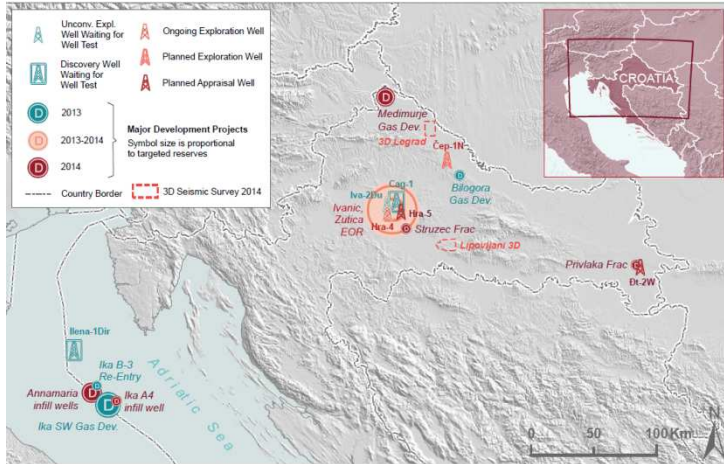 Unconv. Expl.
Well Waiting for
Well Test
Discovery Well
Waiting for
Well Test
Ongoing Exploration Well
Planned Exploration Well
Planned Appraisal Well
D 2013
D 2013-2014
D 2014
Major Development Projects
Symbol size is proportional
to targeted reserves
Country Border
3D Seismic Survey 2014
CROATIA
D
Medimurje
Gas Dev.
3D Legrad
Čep-1N
D
Bilogora
Gas Dev.
Cag-1
Iva-2Du
Ivanic,
Zutica
EOR
Hra-5
Hra-4
Struzec Frac
Lipovljani 3D
Privlaka Frac
Đt-2W
Ilena-1Dir
Ika B-3
Re-Entry
Annamaria
infill wells
D
D
Ika A4
infill well
Ika SW Gas Dev.
Adriatic Sea
0 50 100 Km
N